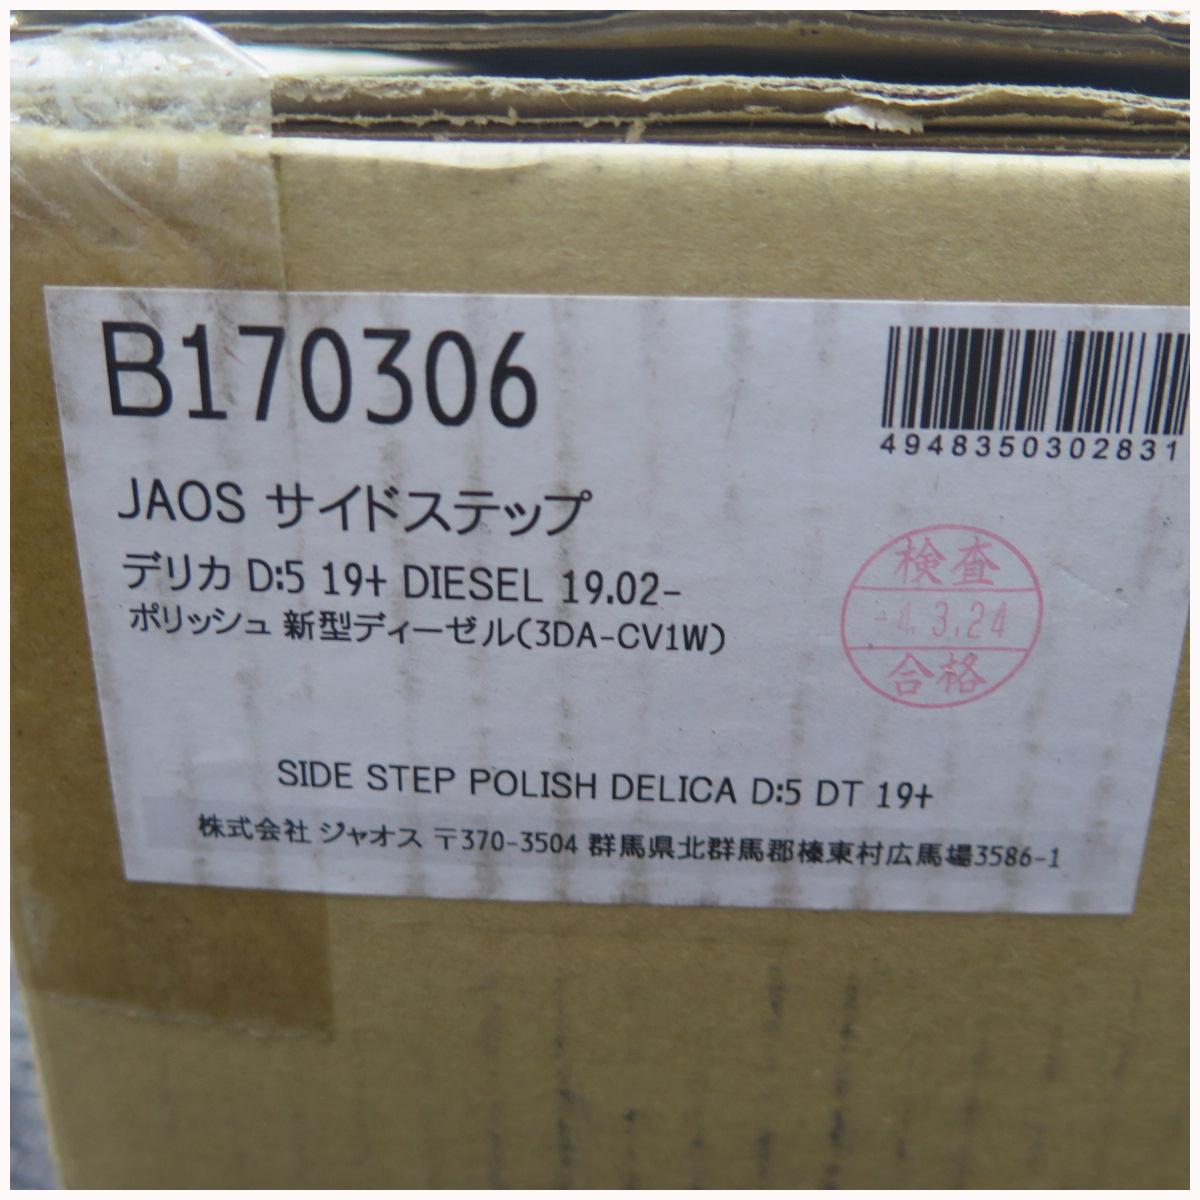 B170306
4948350302831
JAOS サイドステップ
デリカ D:5 19+ DIESEL 19.02-
ポリッシュ 新型ディーゼル(3DA-CV1W)
検査
-4.3.24
合格
SIDE STEP POLISH DELICA D:5 DT 19+
株式会社 ジャオス 〒370-3504 群馬県北群馬郡榛東村広馬場3586-1